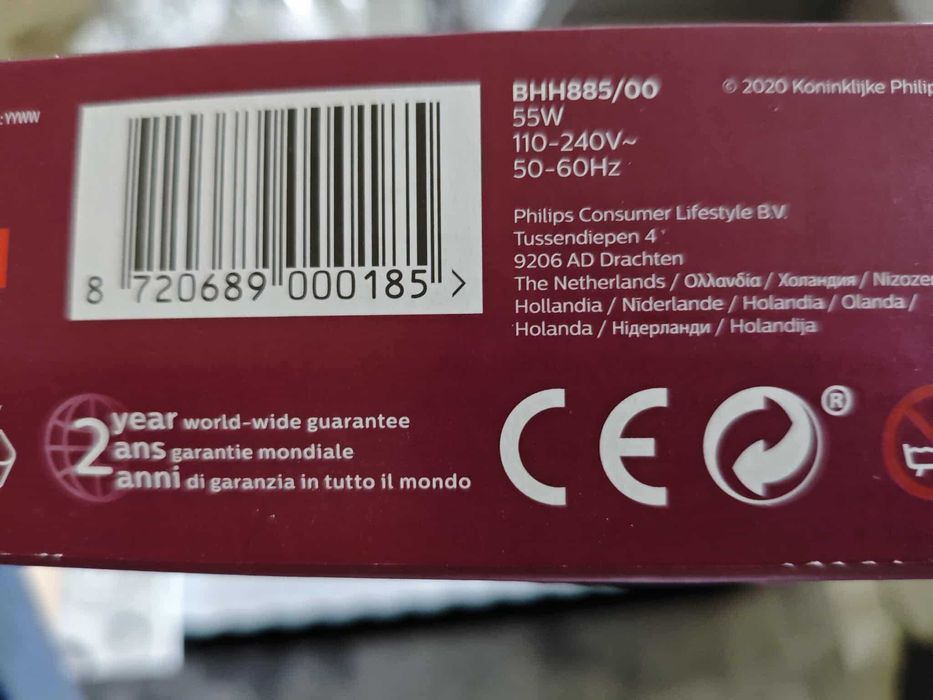 : YYWW
8 720689 000185 >
BHH885/00
55W
110-240V~
50-60Hz
© 2020 Koninklijke Philip
Philips Consumer Lifestyle B.V.
Tussendiepen 4
9206 AD Drachten
The Netherlands / Ολλανδία / Холандия / Nizozem
Hollandia / Nīderlande / Holandia / Olanda /
Holanda / Нідерланди / Holandija
2 year world-wide guarantee
ans garantie mondiale
anni di garanzia in tutto il mondo
CE
®